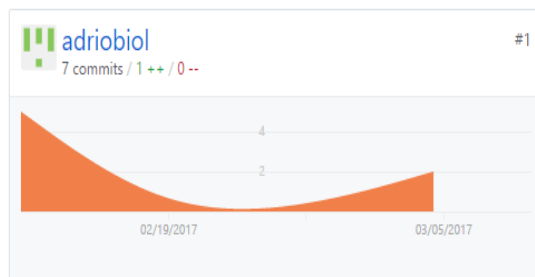 adriobiol
#1
7 commits / 1 ++ / 0 --
4
2
02/19/2017
03/05/2017